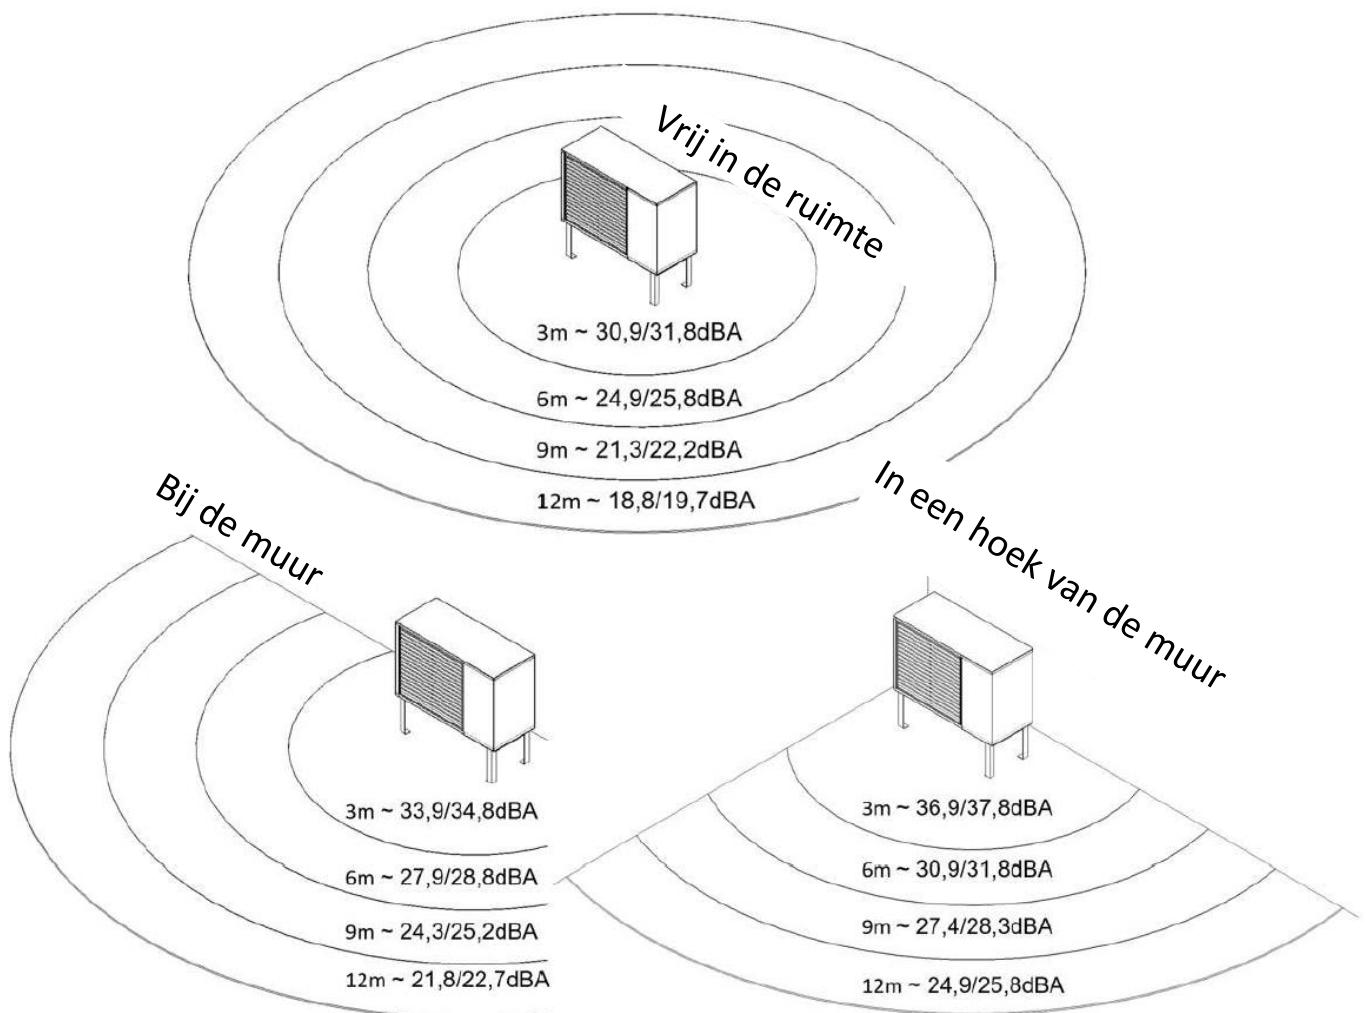 Vrij in de ruimte
3m ~ 30,9/31,8dBA
6m ~ 24,9/25,8dBA
9m ~ 21,3/22,2dBA
12m ~ 18,8/19,7dBA
Bij de muur
3m ~ 33,9/34,8dBA
6m ~ 27,9/28,8dBA
9m ~ 24,3/25,2dBA
12m ~ 21,8/22,7dBA
In een hoek van de muur
3m ~ 36,9/37,8dBA
6m ~ 30,9/31,8dBA
9m ~ 27,4/28,3dBA
12m ~ 24,9/25,8dBA